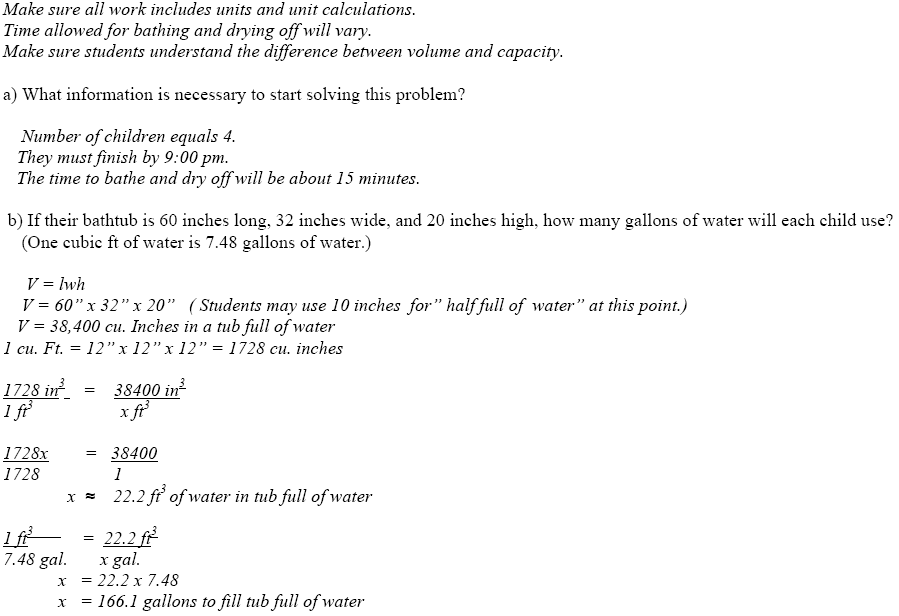 Make sure all work includes units and unit calculations.
Time allowed for bathing and drying off will vary.
Make sure students understand the difference between volume and capacity.
a) What information is necessary to start solving this problem?
Number of children equals 4.
They must finish by 9:00 pm.
The time to bathe and dry off will be about 15 minutes.
b) If their bathtub is 60 inches long, 32 inches wide, and 20 inches high, how many gallons of water will each child use?
(One cubic ft of water is 7.48 gallons of water.)
V = lwh
V = 60” x 32” x 20” ( Students may use 10 inches for” half full of water” at this point.)
V = 38,400 cu. Inches in a tub full of water
1 cu. Ft. = 12” x 12” x 12” = 1728 cu. inches
1728 in³ = 38400 in³
1 ft³ x ft³
1728x = 38400
1728 1
x ≈ 22.2 ft³ of water in tub full of water
1 ft³ = 22.2 ft³
7.48 gal. x gal.
x = 22.2 x 7.48
x = 166.1 gallons to fill tub full of water